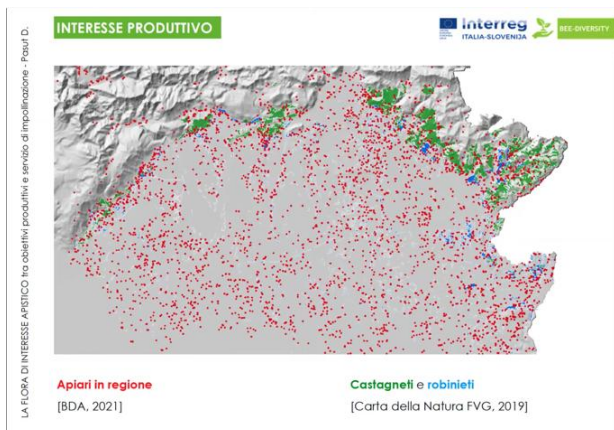 INTERESSE PRODUTTIVO
Interreg
ITALIA-SLOVENIJA
BEE-DIVERSITY
LA FLORA DI INTERESSE APISTICO tra obiettivi produttivi e servizio di impollinazione - Pasut D.
Apiari in regione
[BDA, 2021]
Castagneti e robinieti
[Carta della Natura FVG, 2019]